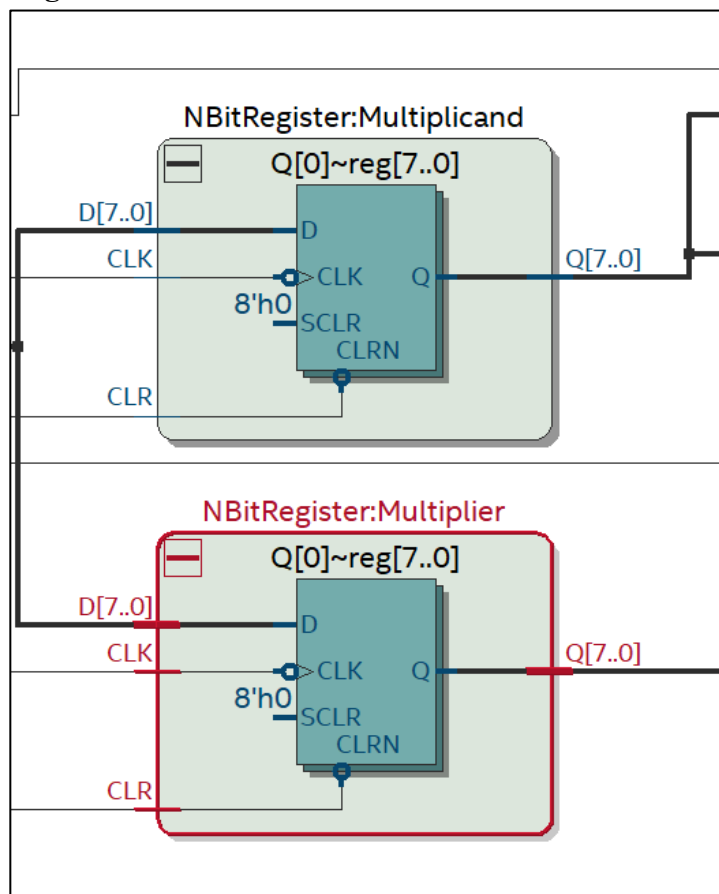 NBitRegister:Multiplicand
Q[0]~reg[7..0]
D[7..0]
D
CLK
CLK
Q
Q[7..0]
8'h0
SCLR
CLRN
CLR
NBitRegister:Multiplier
Q[0]~reg[7..0]
D[7..0]
D
CLK
CLK
Q
Q[7..0]
8'h0
SCLR
CLRN
CLR